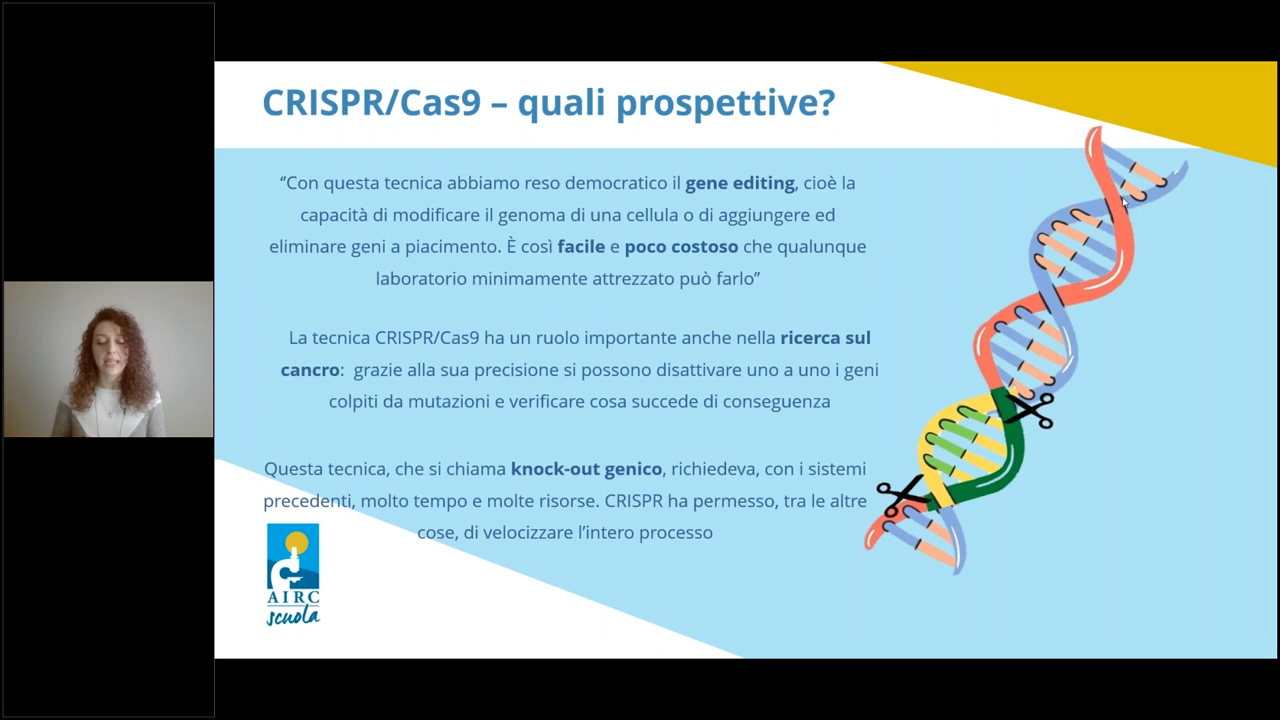 CRISPR/Cas9 – quali prospettive?
“Con questa tecnica abbiamo reso democratico il gene editing, cioè la
capacità di modificare il genoma di una cellula o di aggiungere ed
eliminare geni a piacimento. È così facile e poco costoso che qualunque
laboratorio minimamente attrezzato può farlo”
La tecnica CRISPR/Cas9 ha un ruolo importante anche nella ricerca sul
cancro: grazie alla sua precisione si possono disattivare uno a uno i geni
colpiti da mutazioni e verificare cosa succede di conseguenza
Questa tecnica, che si chiama knock-out genico, richiedeva, con i sistemi
precedenti, molto tempo e molte risorse. CRISPR ha permesso, tra le altre
cose, di velocizzare l’intero processo
AIRC
scuola